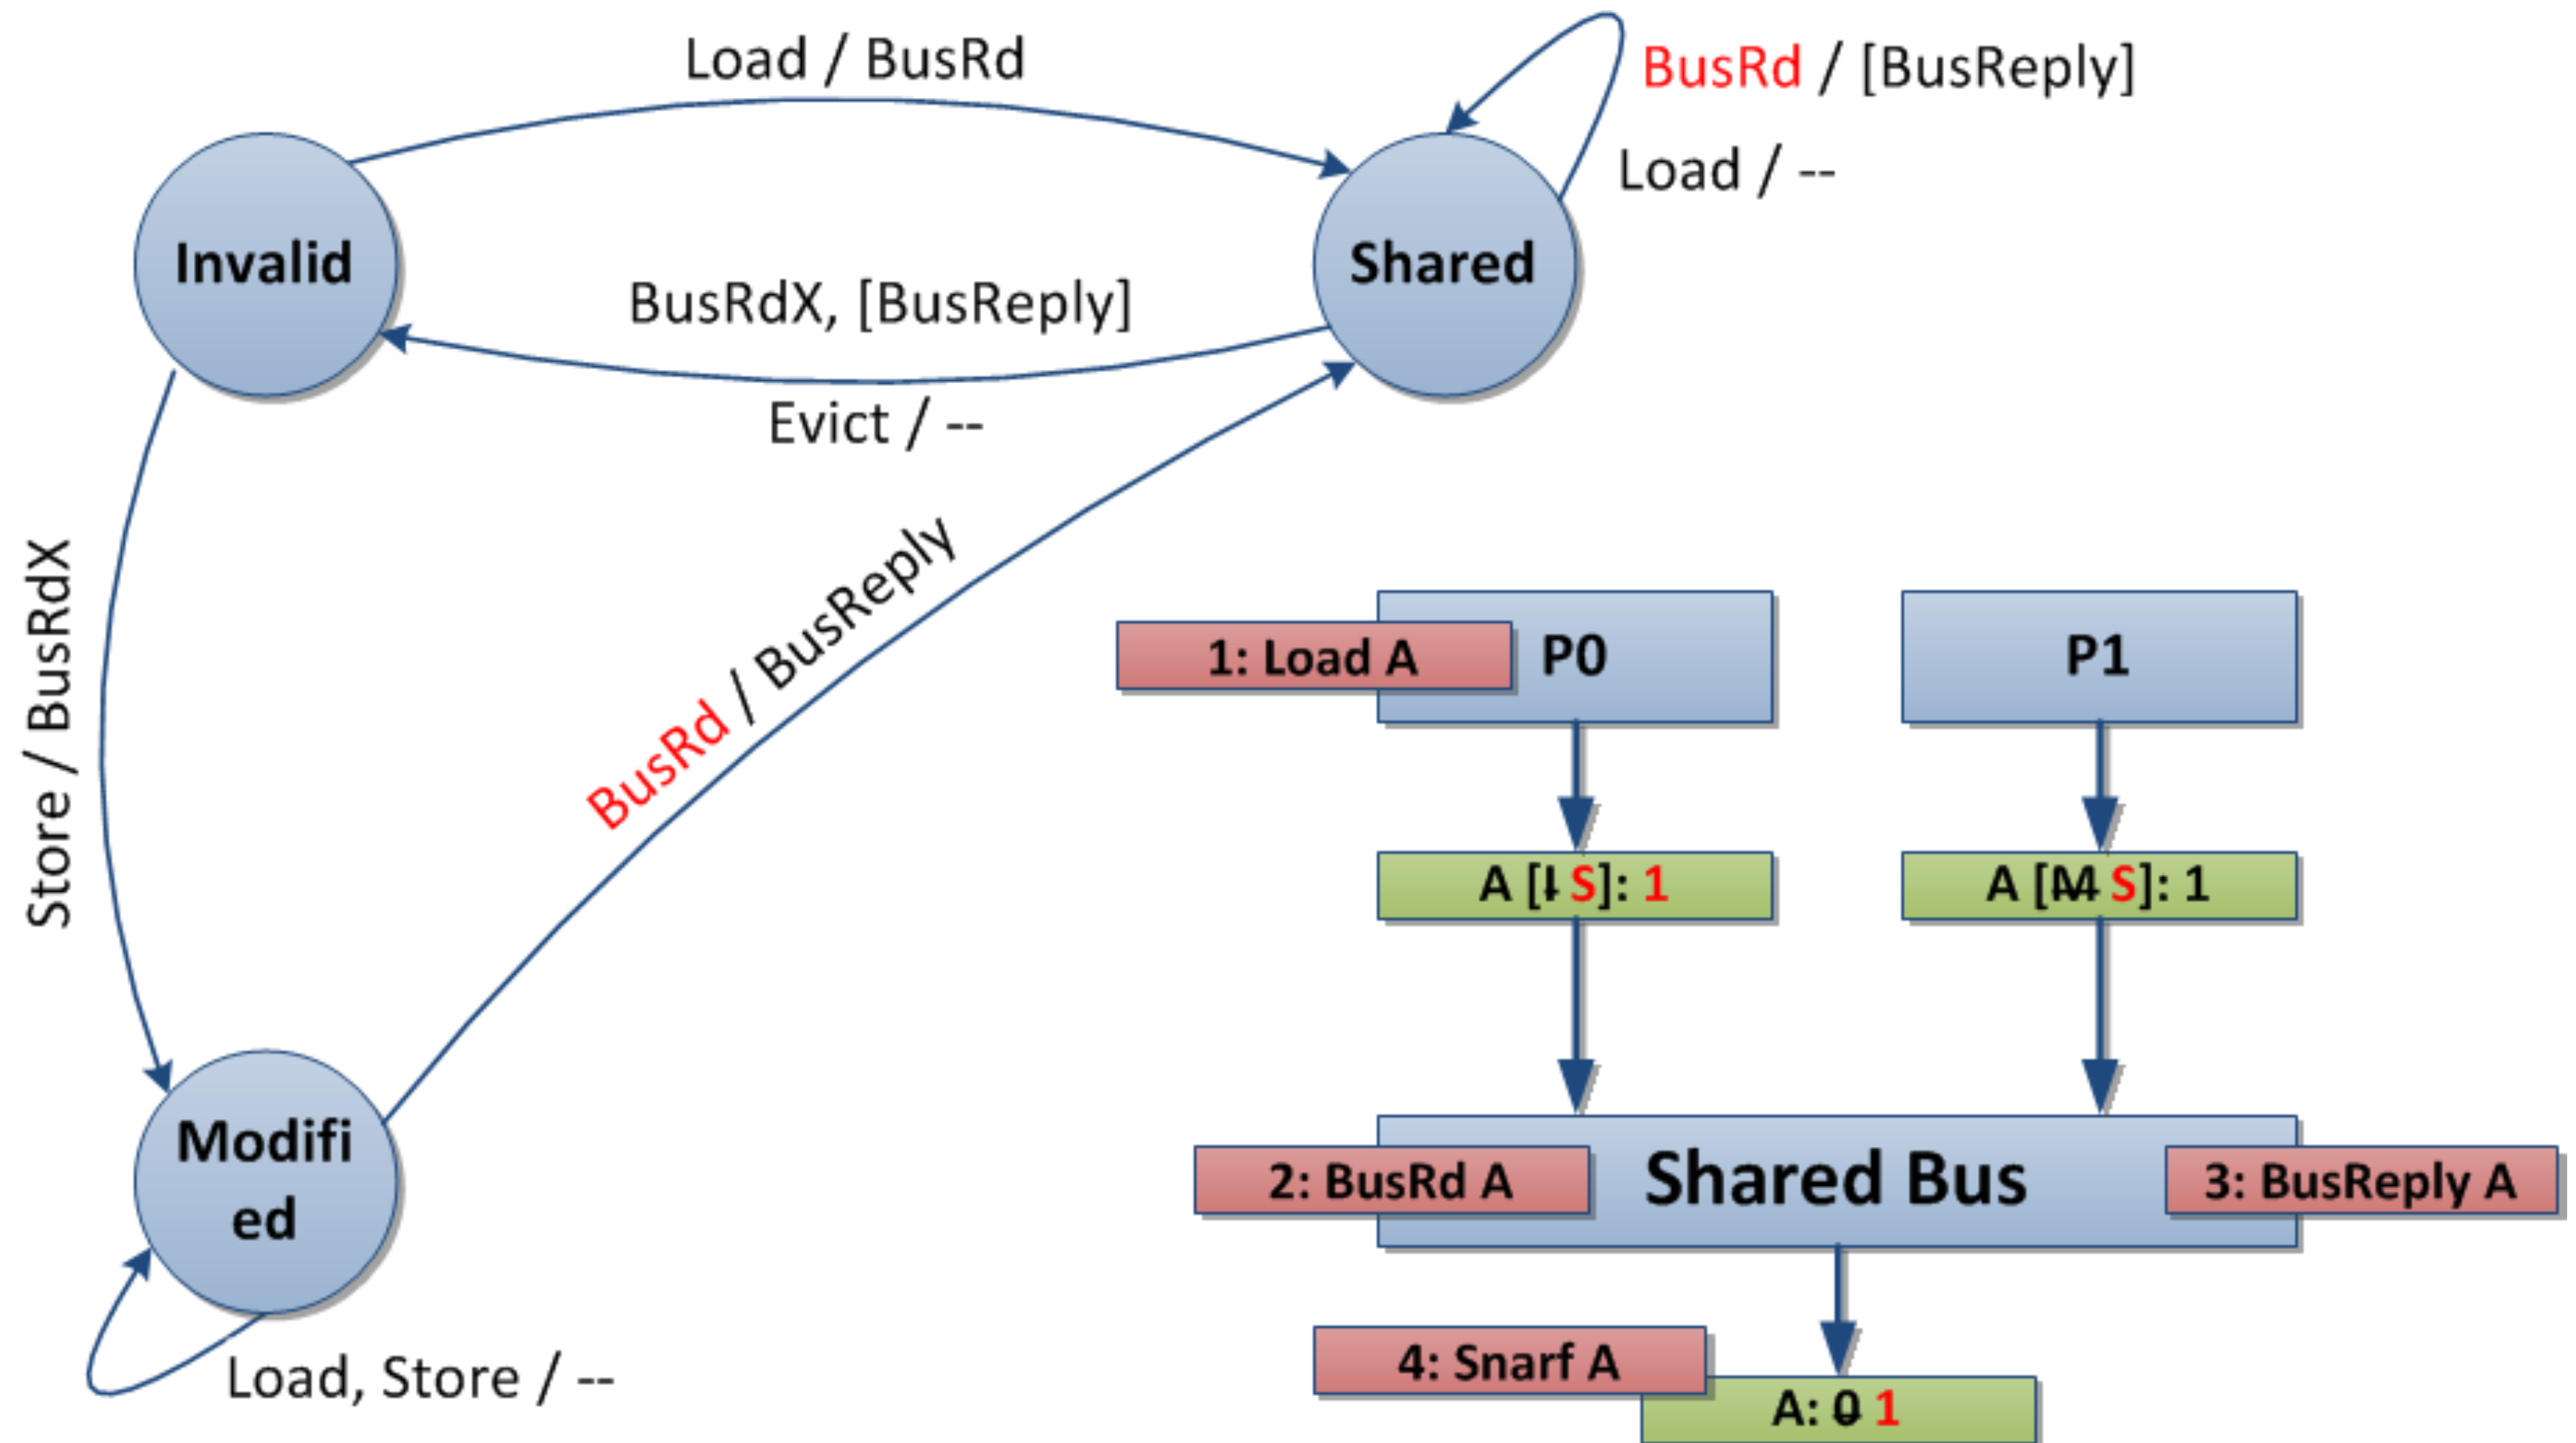 Load / BusRd
BusRd / [BusReply]
Load / --
Invalid
Shared
BusRdX, [BusReply]
Evict / --
Store / BusRdX
BusRd / BusReply
1: Load A
P0
P1
A [I S]: 1
A [M S]: 1
Modifi
ed
2: BusRd A
Shared Bus
3: BusReply A
Load, Store / --
4: Snarf A
A: 0 1